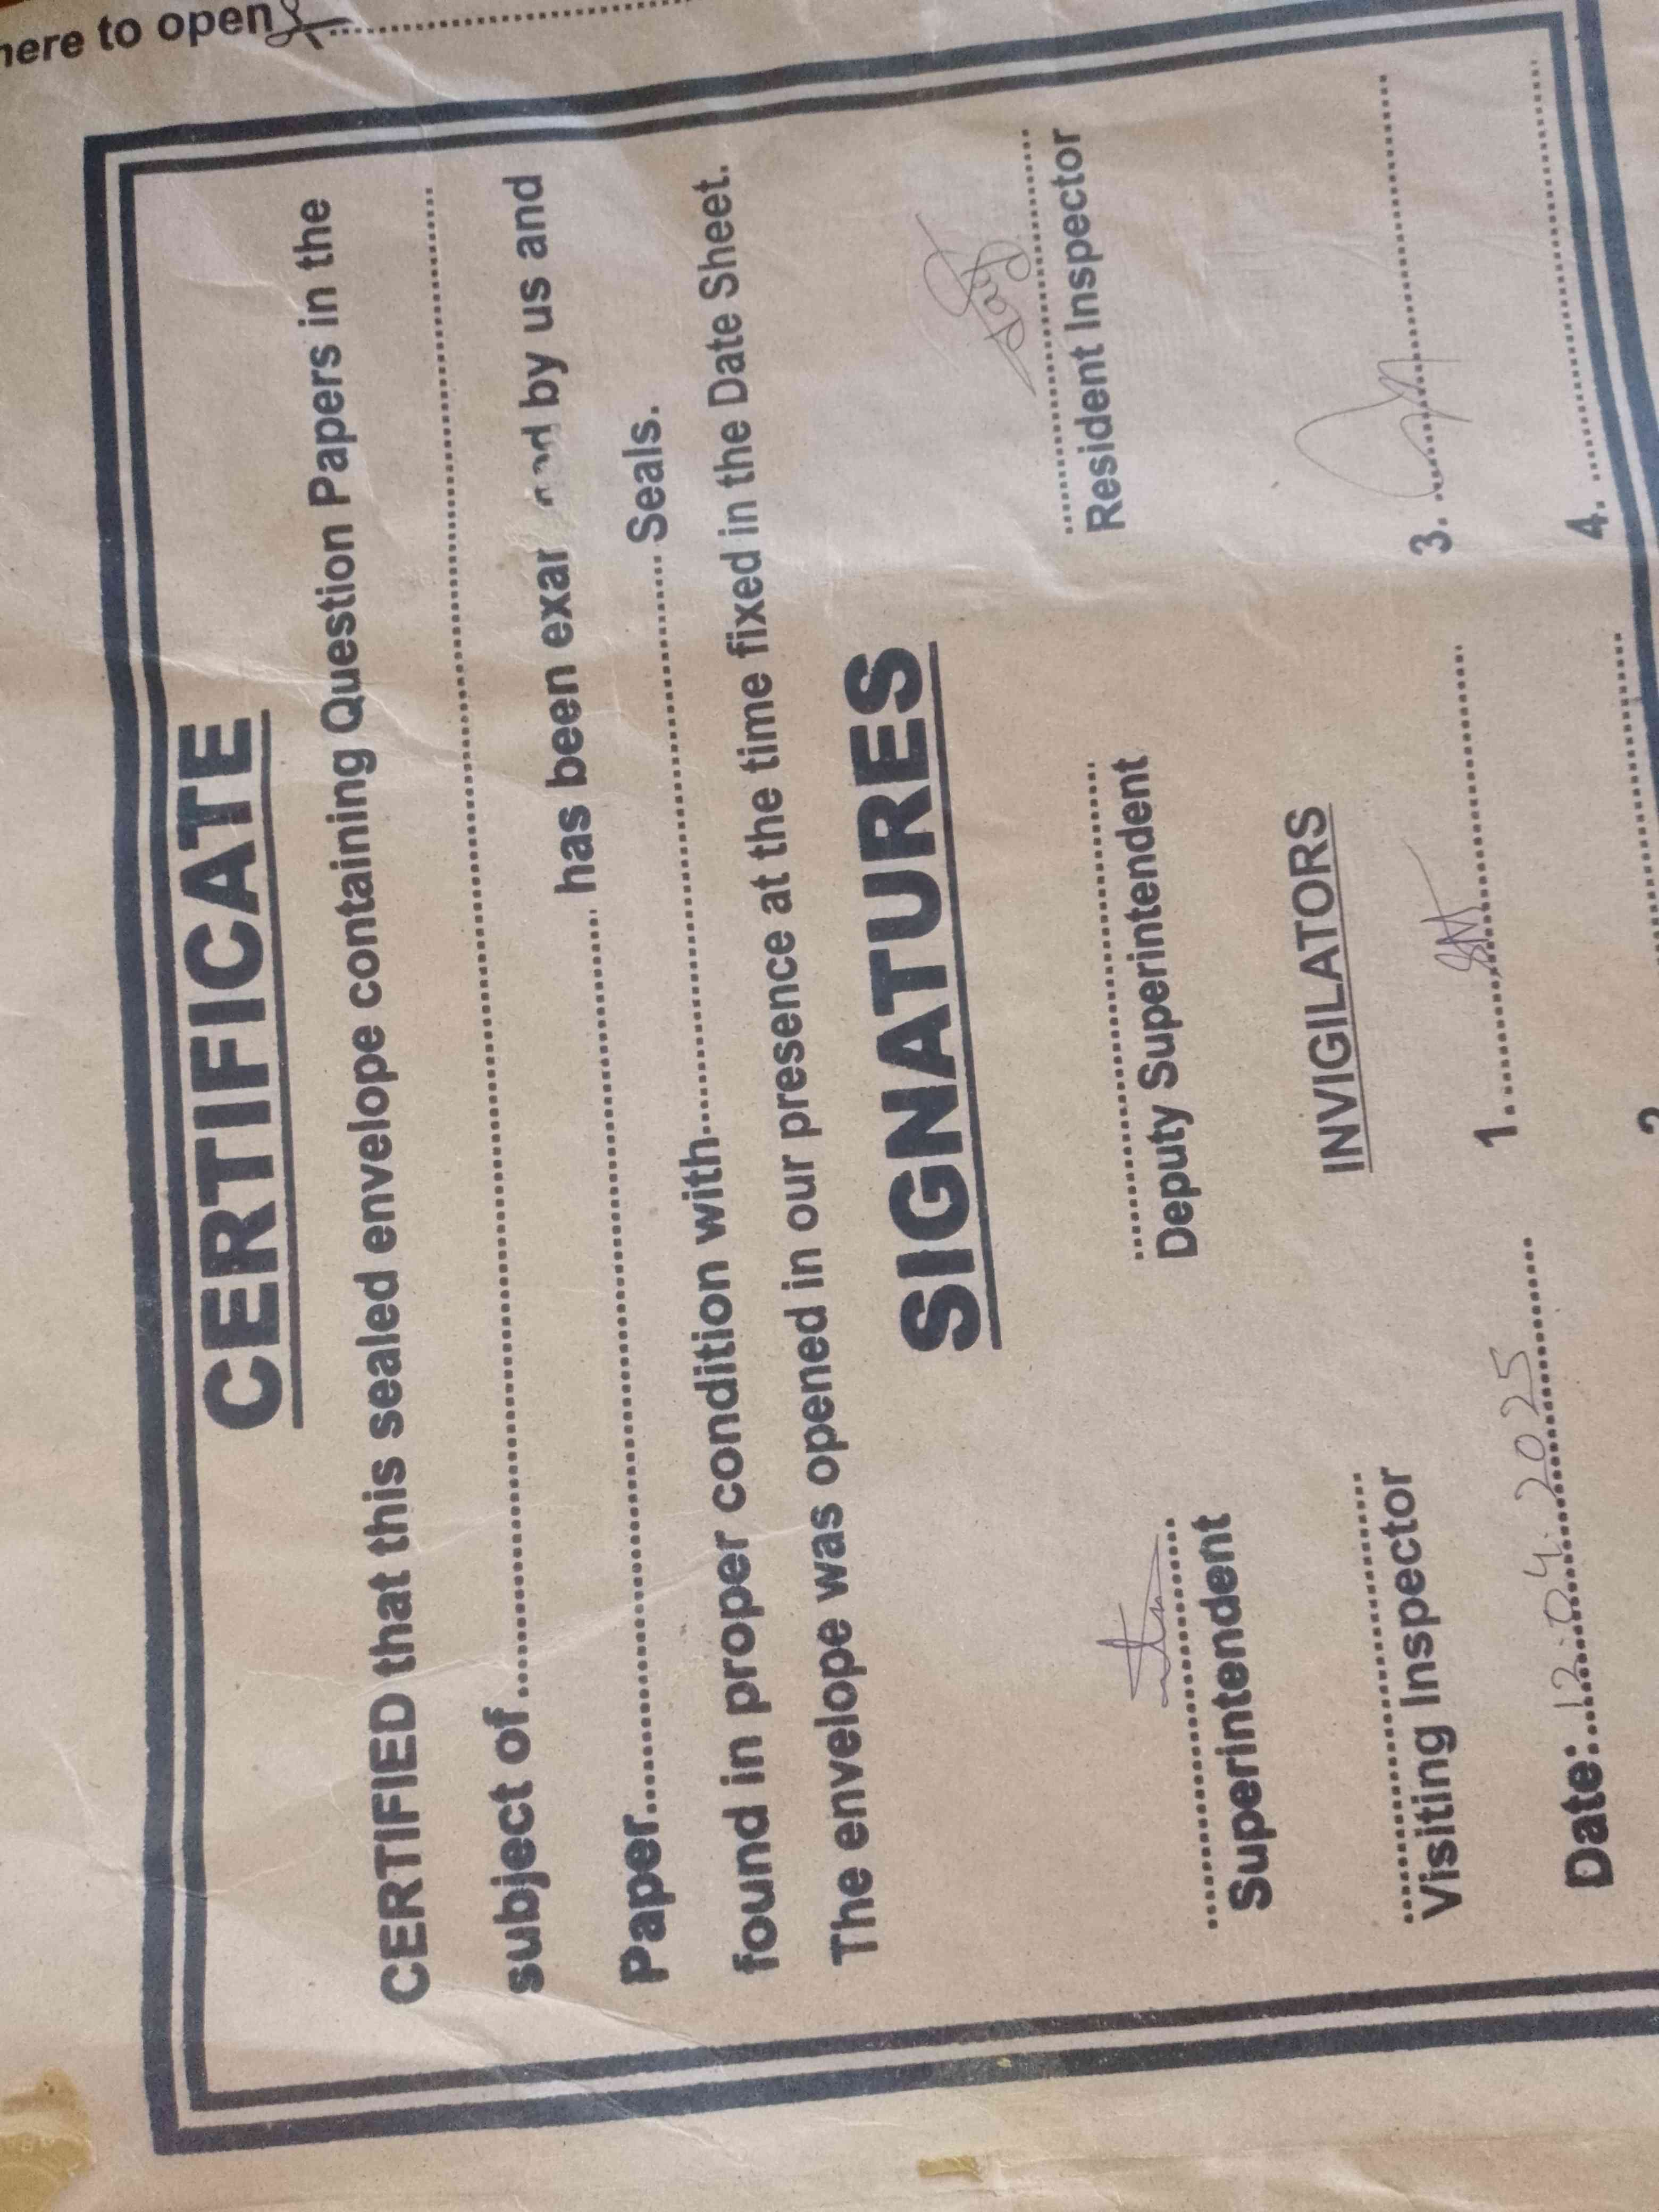 here to open
CERTIFICATE
CERTIFIED that this sealed envelope containing Question Papers in the
subject of........................................................................
Paper........................................ has been exar ned by us and
found in proper condition with........................................ Seals.
The envelope was opened in our presence at the time fixed in the Date Sheet.
SIGNATURES
Superintendent
Deputy Superintendent
Resident Inspector
Visiting Inspector
INVIGILATORS
Date: 12.04.2025
1.
3.
2
4.